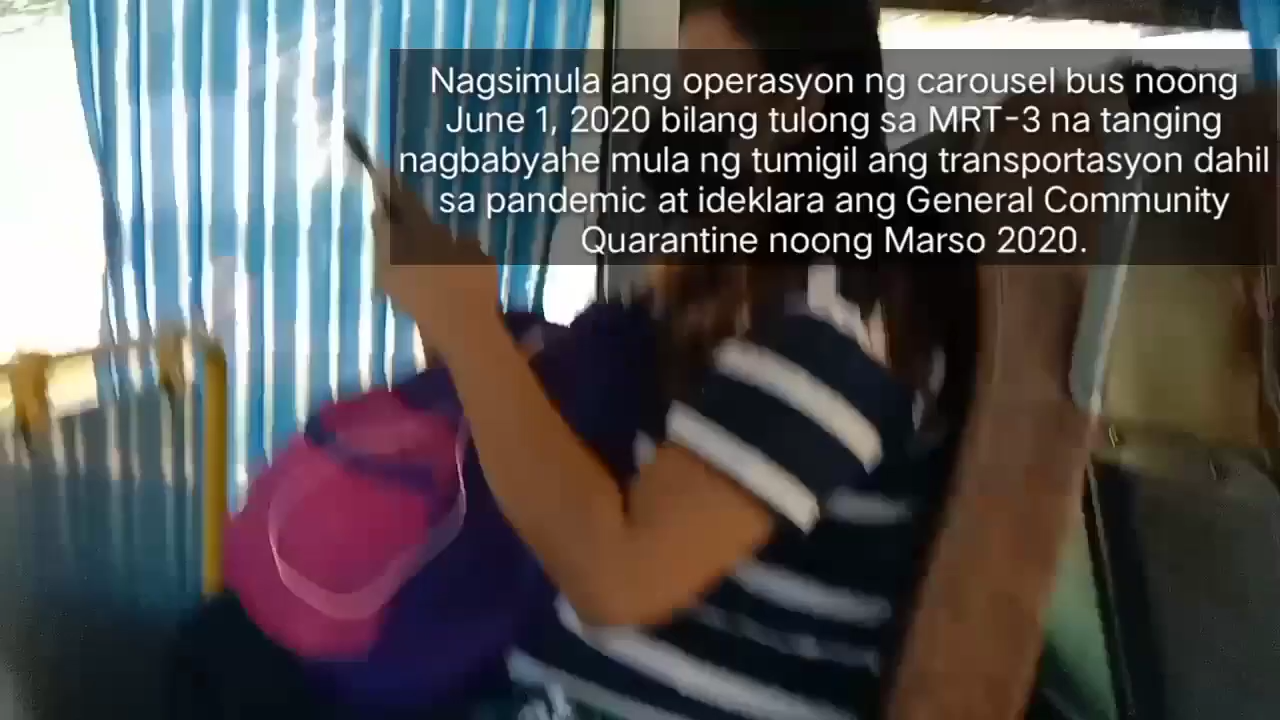 Nagsimula ang operasyon ng carousel bus noong
June 1, 2020 bilang tulong sa MRT-3 na tanging
nagbabyahe mula ng tumigil ang transportasyon dahil
sa pandemic at ideklara ang General Community
Quarantine noong Marso 2020.